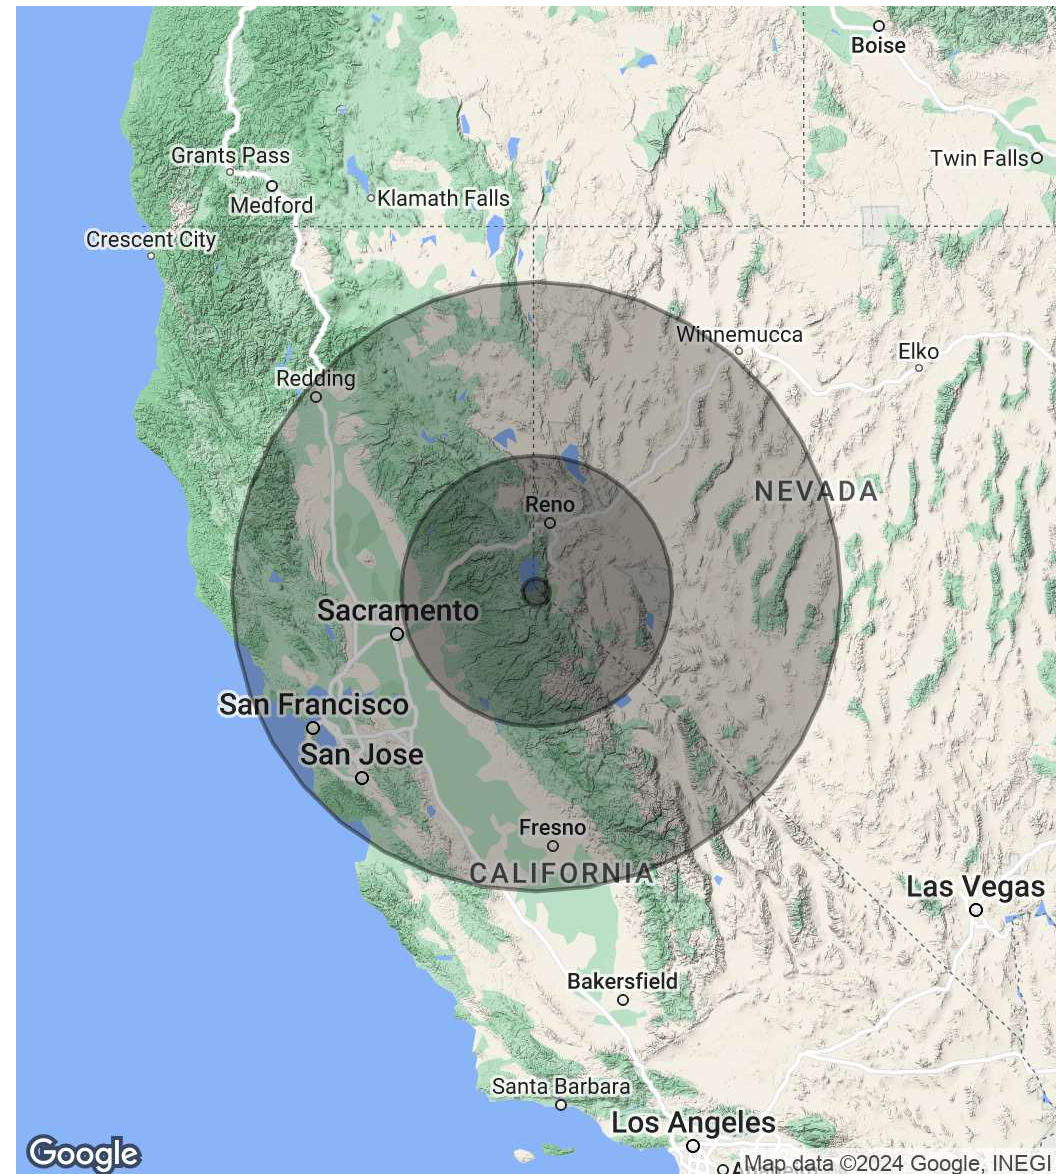 Boise
Grants Pass
Twin Falls
Medford
Klamath Falls
Crescent City
Winnemucca
Elko
Redding
NEVADA
Reno
Sacramento
San Francisco
San Jose
Fresno
CALIFORNIA
Las Vegas
Bakersfield
Santa Barbara
Los Angeles
Google
Map data ©2024 Google, INEGI